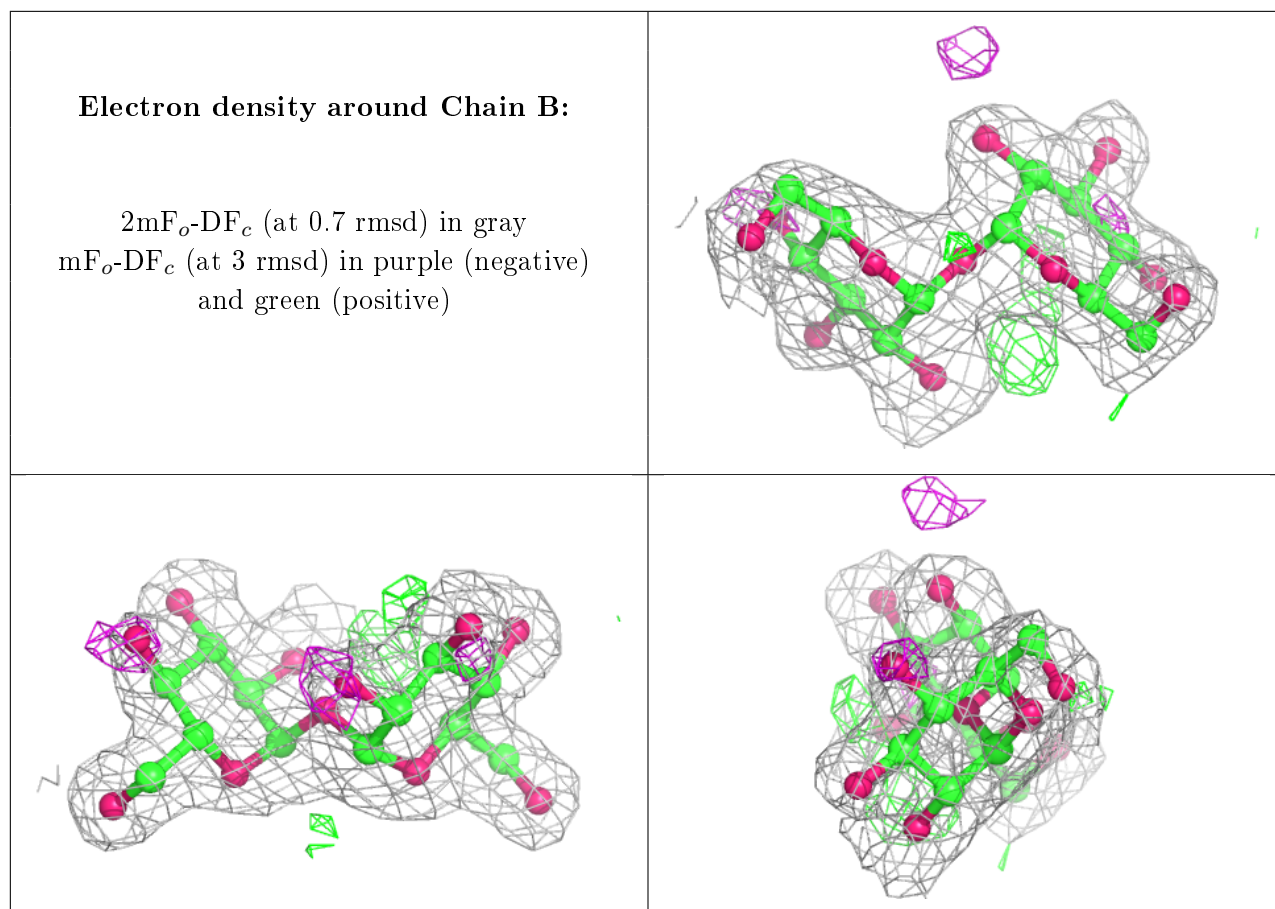 Electron density around Chain B:
2mFo-DFc (at 0.7 rmsd) in gray
mFo-DFc (at 3 rmsd) in purple (negative)
and green (positive)